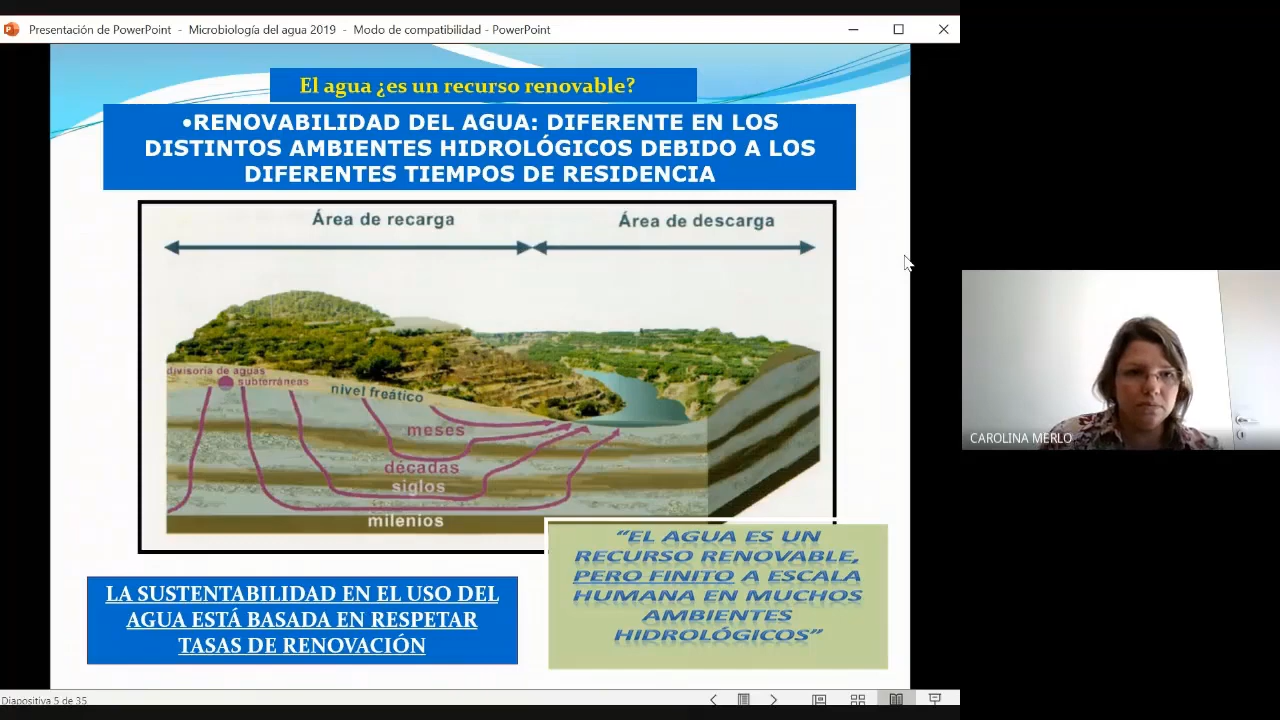 Presentación de PowerPoint - Microbiología del agua 2019 - Modo de compatibilidad - PowerPoint
El agua ¿es un recurso renovable?
•RENOVABILIDAD DEL AGUA: DIFERENTE EN LOS
DISTINTOS AMBIENTES HIDROLÓGICOS DEBIDO A LOS
DIFERENTES TIEMPOS DE RESIDENCIA
Área de recarga
Área de descarga
divisoria de aguas
subterráneas
nivel freático
meses
décadas
siglos
milenios
"EL AGUA ES UN
RECURSO RENOVABLE,
PERO FINITO A ESCALA
HUMANA EN MUCHOS
AMBIENTES
HIDROLÓGICOS"
LA SUSTENTABILIDAD EN EL USO DEL
AGUA ESTÁ BASADA EN RESPETAR
TASAS DE RENOVACIÓN
CAROLINA MERLO
Diapositiva 5 de 35